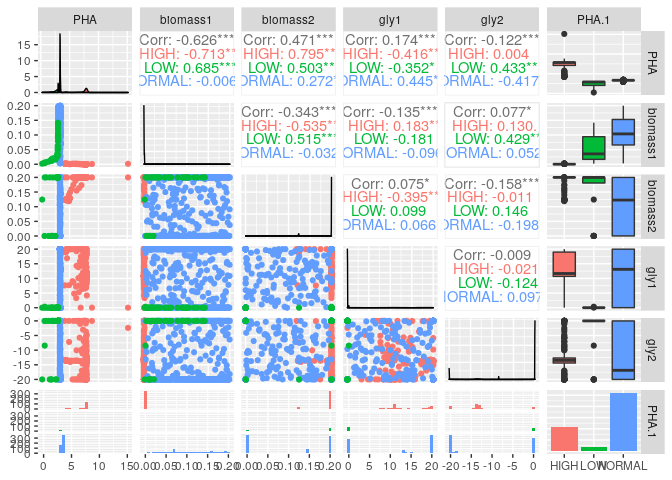 PHA biomass1 biomass2 gly1 gly2 PHA.1
15
10
5
0
Corr: -0.626*** Corr: 0.471*** Corr: 0.174*** Corr: -0.122***
HIGH: -0.713** HIGH: 0.795** HIGH: -0.416** HIGH: 0.004
LOW: 0.685*** LOW: 0.503** LOW: -0.352* LOW: 0.433**
ORMAL: -0.006 ORMAL: 0.272* ORMAL: 0.445* ORMAL: -0.417
PHA
0.20
0.15
0.10
0.05
0.00
Corr: -0.343*** Corr: -0.135*** Corr: 0.077*
HIGH: -0.535** HIGH: 0.183** HIGH: 0.130.
LOW: 0.515*** LOW: -0.181 LOW: 0.429**
ORMAL: -0.032 ORMAL: -0.096 ORMAL: 0.052
biomass1
0.20
0.15
0.10
0.05
0.00
Corr: 0.075* Corr: -0.158***
HIGH: -0.395** HIGH: -0.011
LOW: 0.099 LOW: 0.146
ORMAL: 0.066 ORMAL: -0.198
biomass2
20
15
10
5
0
Corr: -0.009
HIGH: -0.021
LOW: -0.124
NORMAL: 0.097
gly1
0
-5
-10
-15
-20
gly2
PHA.1
0 5 10 15 0.00 0.05 0.10 0.15 0.20 0.00 0.05 0.10 0.15 0.20 0 5 10 15 20 -20 -15 -10 -5 0 HIGH LOW NORMAL